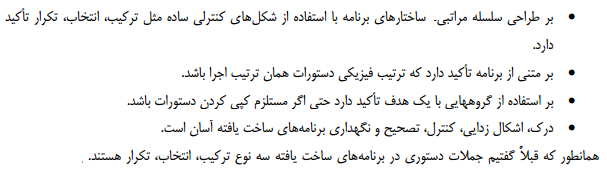 • بر طراحی سلسله مراتبی. ساختارهای برنامه با استفاده از شکل‌های کنترلی ساده مثل ترکیب، انتخاب، تکرار تأکید
دارد.
• بر متنی از برنامه تأکید دارد که ترتیب فیزیکی دستورات همان ترتیب اجرا باشد.
• بر استفاده از گروههایی با یک هدف تأکید دارد حتی اگر مستلزم کپی کردن دستورات باشد.
• درک، اشکال زدایی، کنترل، تصحیح و نگهداری برنامه‌های ساخت یافته آسان است.
همانطور که قبلاً گفتیم جملات دستوری در برنامه‌های ساخت یافته سه نوع ترکیب، انتخاب، تکرار هستند.